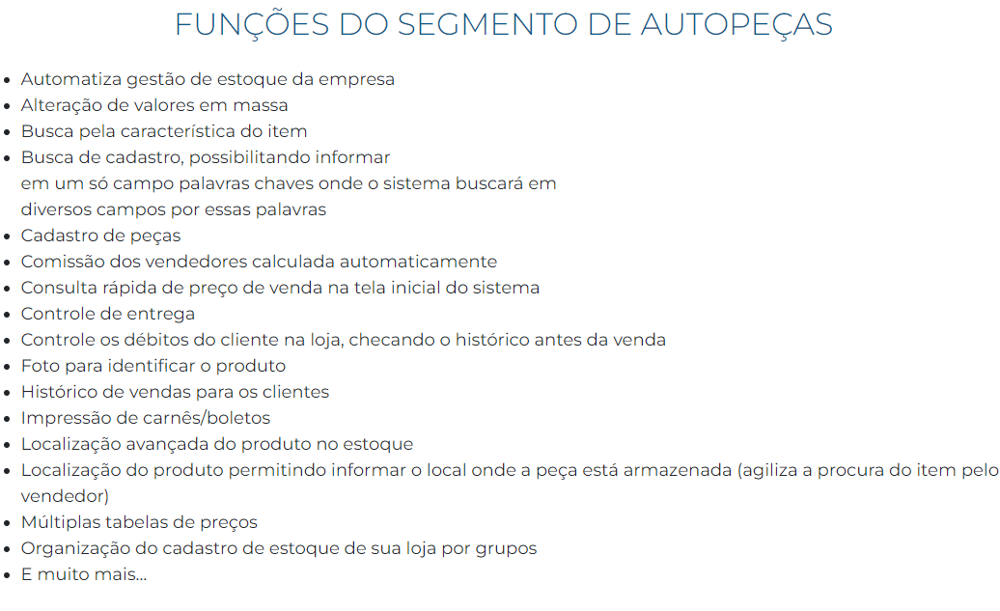 FUNÇÕES DO SEGMENTO DE AUTOPEÇAS
• Automatiza gestão de estoque da empresa
• Alteração de valores em massa
• Busca pela característica do item
• Busca de cadastro, possibilitando informar
em um só campo palavras chaves onde o sistema buscará em
diversos campos por essas palavras
• Cadastro de peças
• Comissão dos vendedores calculada automaticamente
• Consulta rápida de preço de venda na tela inicial do sistema
• Controle de entrega
• Controle os débitos do cliente na loja, checando o histórico antes da venda
• Foto para identificar o produto
• Histórico de vendas para os clientes
• Impressão de carnês/boletos
• Localização avançada do produto no estoque
• Localização do produto permitindo informar o local onde a peça está armazenada (agiliza a procura do item pelo
vendedor)
• Múltiplas tabelas de preços
• Organização do cadastro de estoque de sua loja por grupos
• E muito mais...